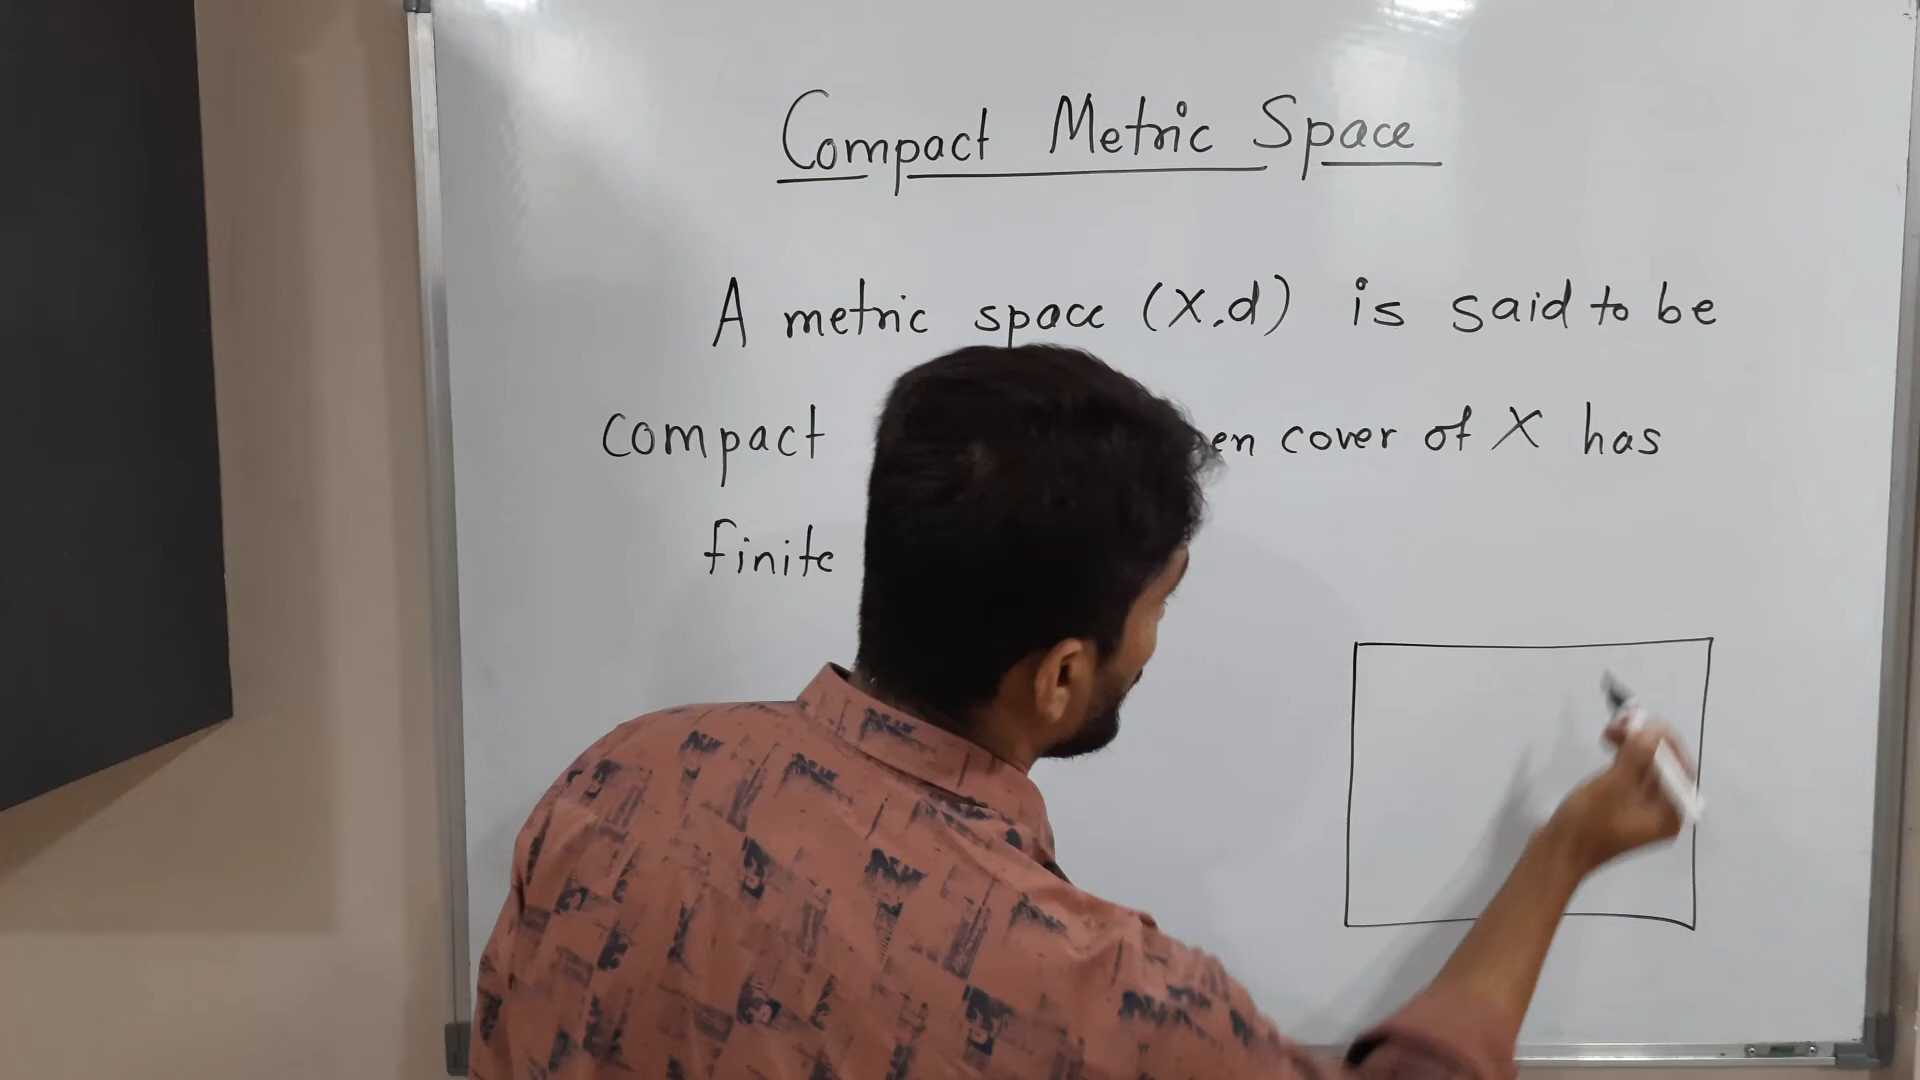 Compact Metric Space
A metric space (X,d) is said to be
compact en cover of X has
finite